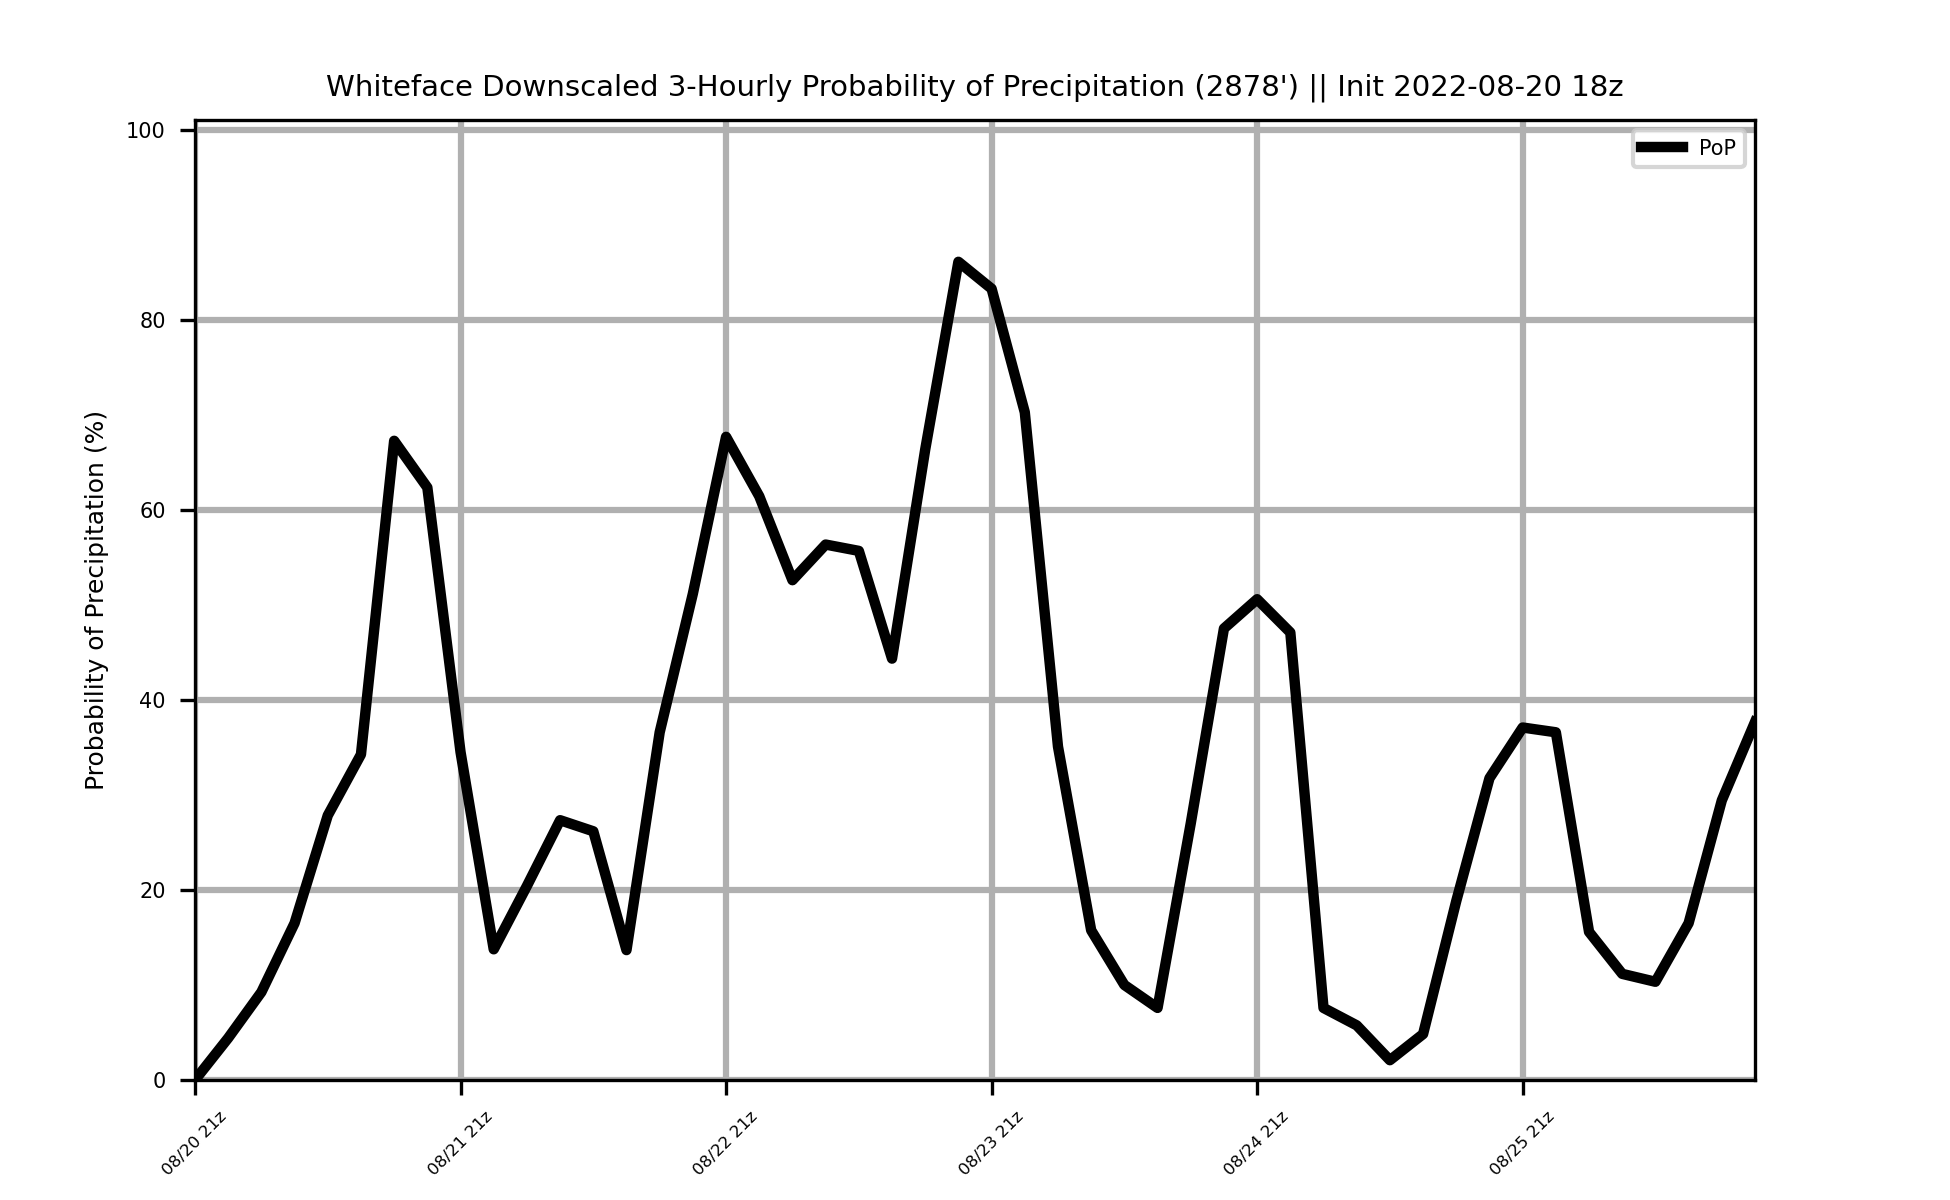 Whiteface Downscaled 3-Hourly Probability of Precipitation (2878') || Init 2022-08-20 18z
PoP
Probability of Precipitation (%)
100
80
60
40
20
0
08/20 21z
08/21 21z
08/22 21z
08/23 21z
08/24 21z
08/25 21z